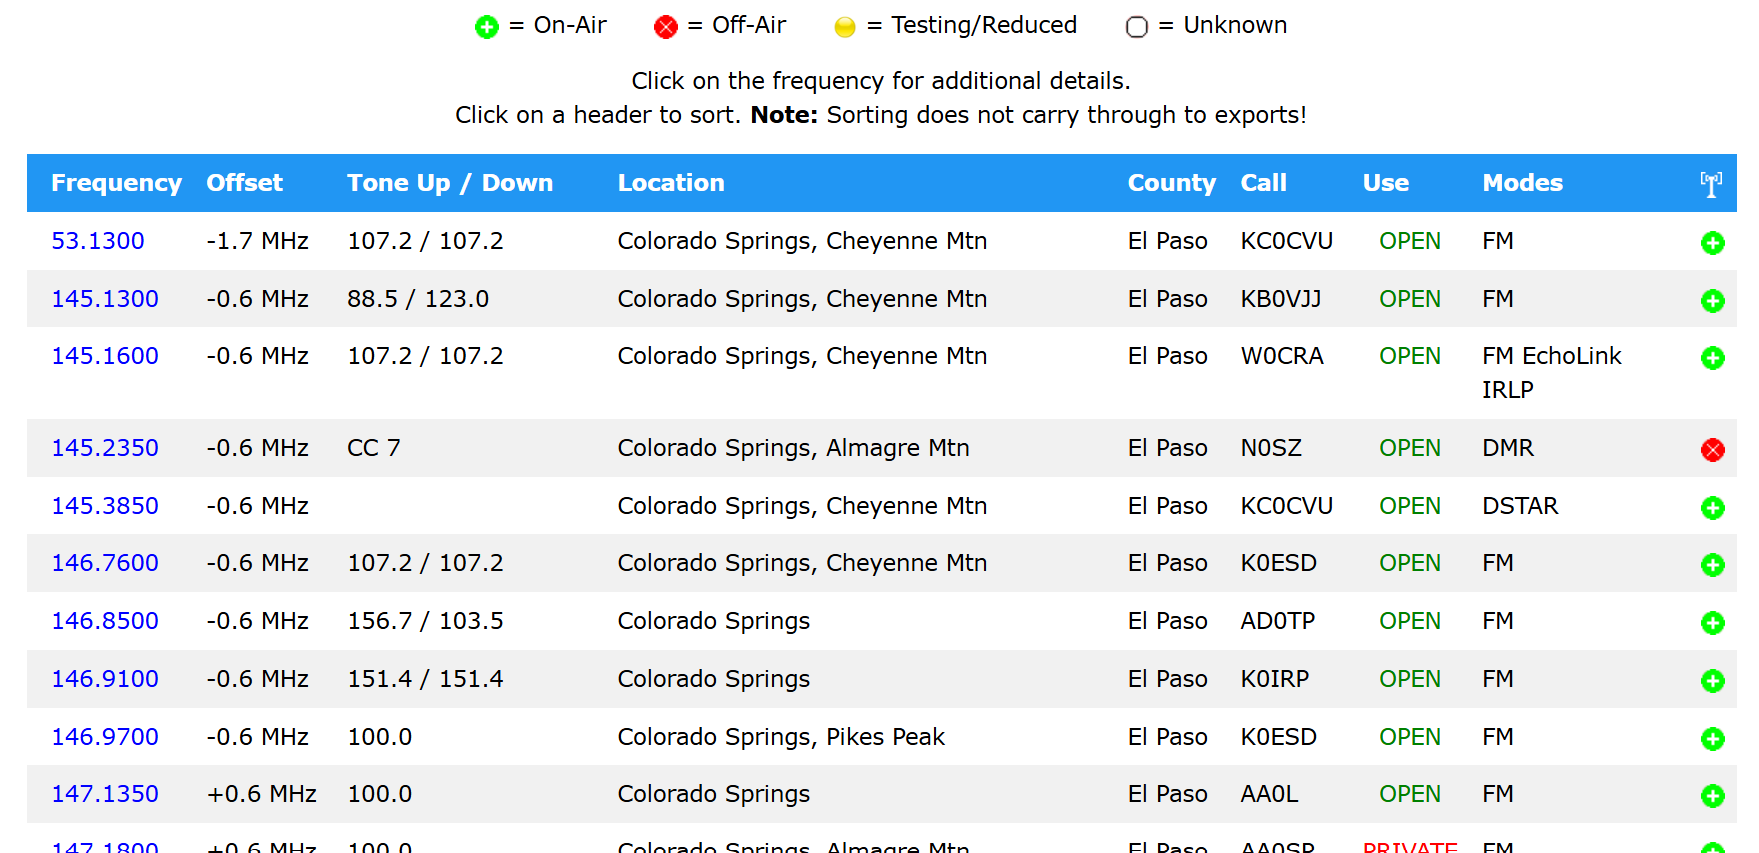 = On-Air = Off-Air = Testing/Reduced = Unknown
Click on the frequency for additional details.
Click on a header to sort. Note: Sorting does not carry through to exports!
Frequency Offset Tone Up / Down Location County Call Use Modes
53.1300 -1.7 MHz 107.2 / 107.2 Colorado Springs, Cheyenne Mtn El Paso KC0CVU OPEN FM
145.1300 -0.6 MHz 88.5 / 123.0 Colorado Springs, Cheyenne Mtn El Paso KB0VJJ OPEN FM
145.1600 -0.6 MHz 107.2 / 107.2 Colorado Springs, Cheyenne Mtn El Paso W0CRA OPEN FM EchoLink
IRLP
145.2350 -0.6 MHz CC 7 Colorado Springs, Almagre Mtn El Paso N0SZ OPEN DMR
145.3850 -0.6 MHz Colorado Springs, Cheyenne Mtn El Paso KC0CVU OPEN DSTAR
146.7600 -0.6 MHz 107.2 / 107.2 Colorado Springs, Cheyenne Mtn El Paso K0ESD OPEN FM
146.8500 -0.6 MHz 156.7 / 103.5 Colorado Springs El Paso AD0TP OPEN FM
146.9100 -0.6 MHz 151.4 / 151.4 Colorado Springs El Paso K0IRP OPEN FM
146.9700 -0.6 MHz 100.0 Colorado Springs, Pikes Peak El Paso K0ESD OPEN FM
147.1350 +0.6 MHz 100.0 Colorado Springs El Paso AA0L OPEN FM
147.1800 +0.6 MHz 100.0 Colorado Springs, Almagre Mtn El Paso AA0SP PRIVATE FM